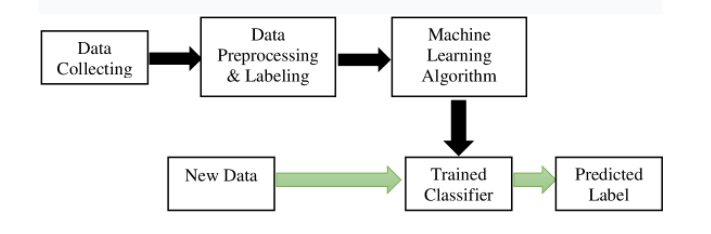 Data
Collecting
Data
Preprocessing
& Labeling
Machine
Learning
Algorithm
New Data
Trained
Classifier
Predicted
Label